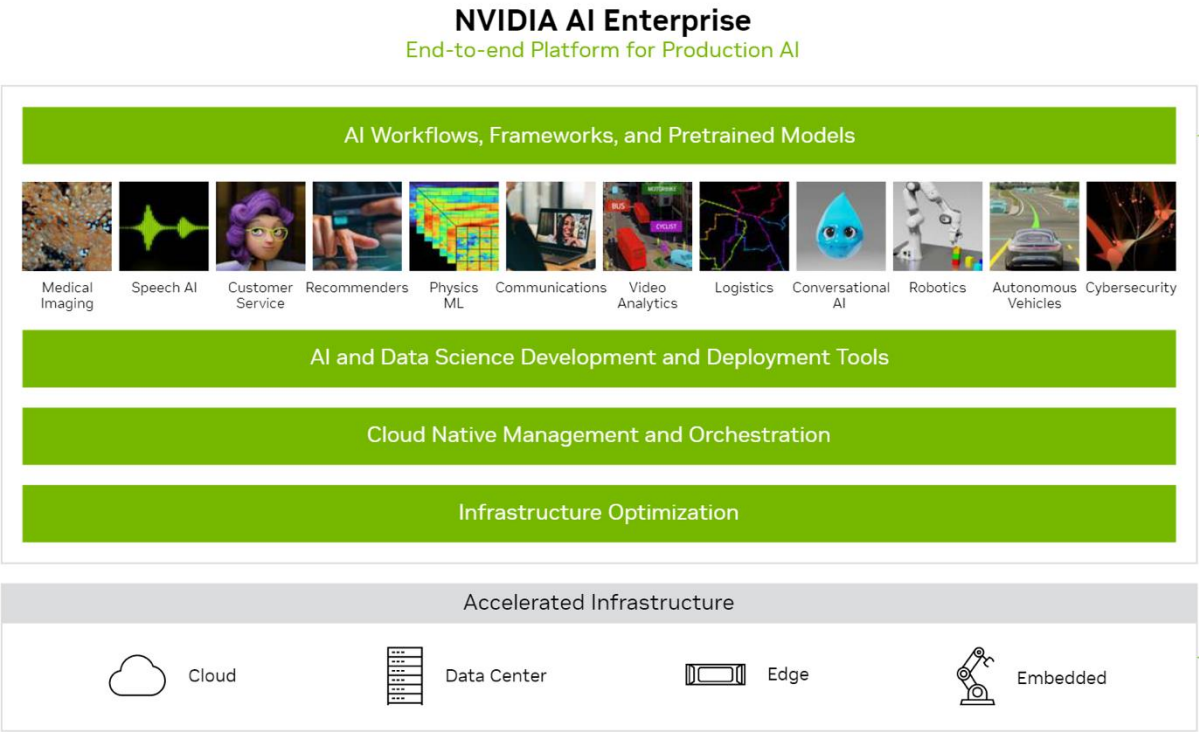 NVIDIA AI Enterprise
End-to-end Platform for Production AI
AI Workflows, Frameworks, and Pretrained Models
MOTORBIKE
BUS
CYCLIST
Medical Imaging
Speech AI
Customer Service
Recommenders
Physics ML
Communications
Video Analytics
Logistics
Conversational AI
Robotics
Autonomous Vehicles
Cybersecurity
AI and Data Science Development and Deployment Tools
Cloud Native Management and Orchestration
Infrastructure Optimization
Accelerated Infrastructure
Cloud
Data Center
Edge
Embedded